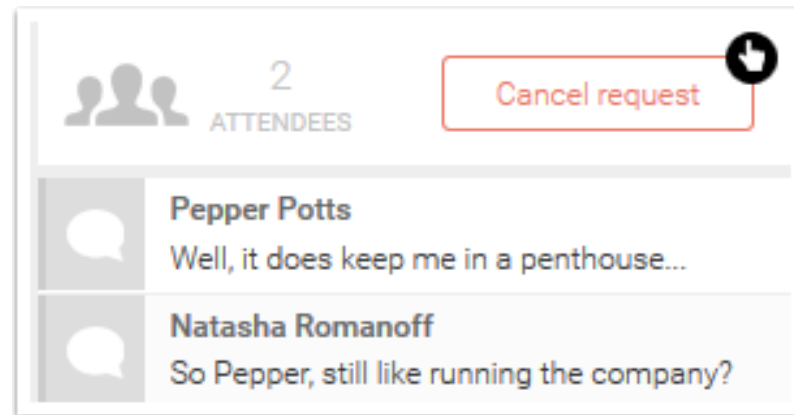 2
ATTENDEES
Cancel request
Pepper Potts
Well, it does keep me in a penthouse...
Natasha Romanoff
So Pepper, still like running the company?